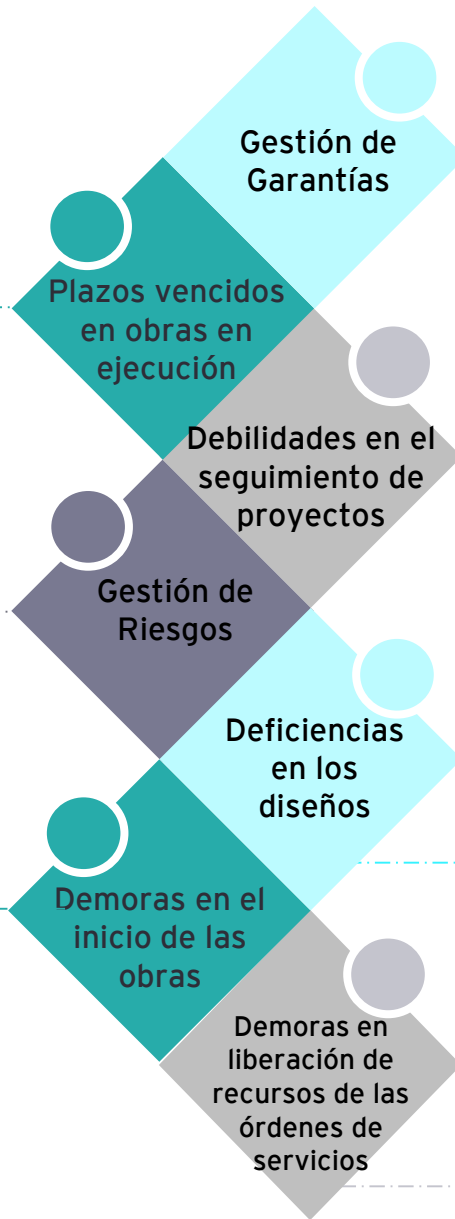 Gestión de
Garantías
Plazos vencidos
en obras en
ejecución
Debilidades en el
seguimiento de
proyectos
Gestión de
Riesgos
Deficiencias
en los
diseños
Demoras en el
inicio de las
obras
Demoras en
liberación de
recursos de las
órdenes de
servicios